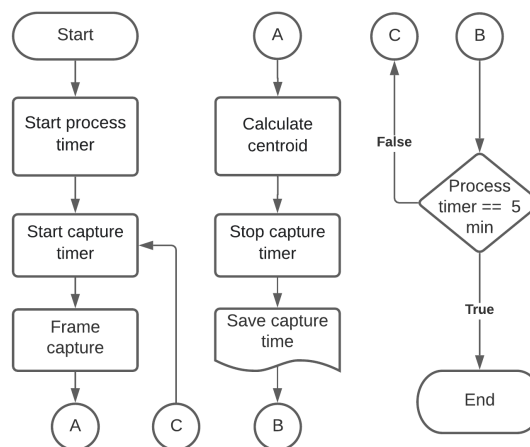 Start
Start process
timer
Start capture
timer
Frame
capture
A
C
A
Calculate
centroid
Stop capture
timer
Save capture
time
B
C
B
False
Process
timer == 5
min
True
End